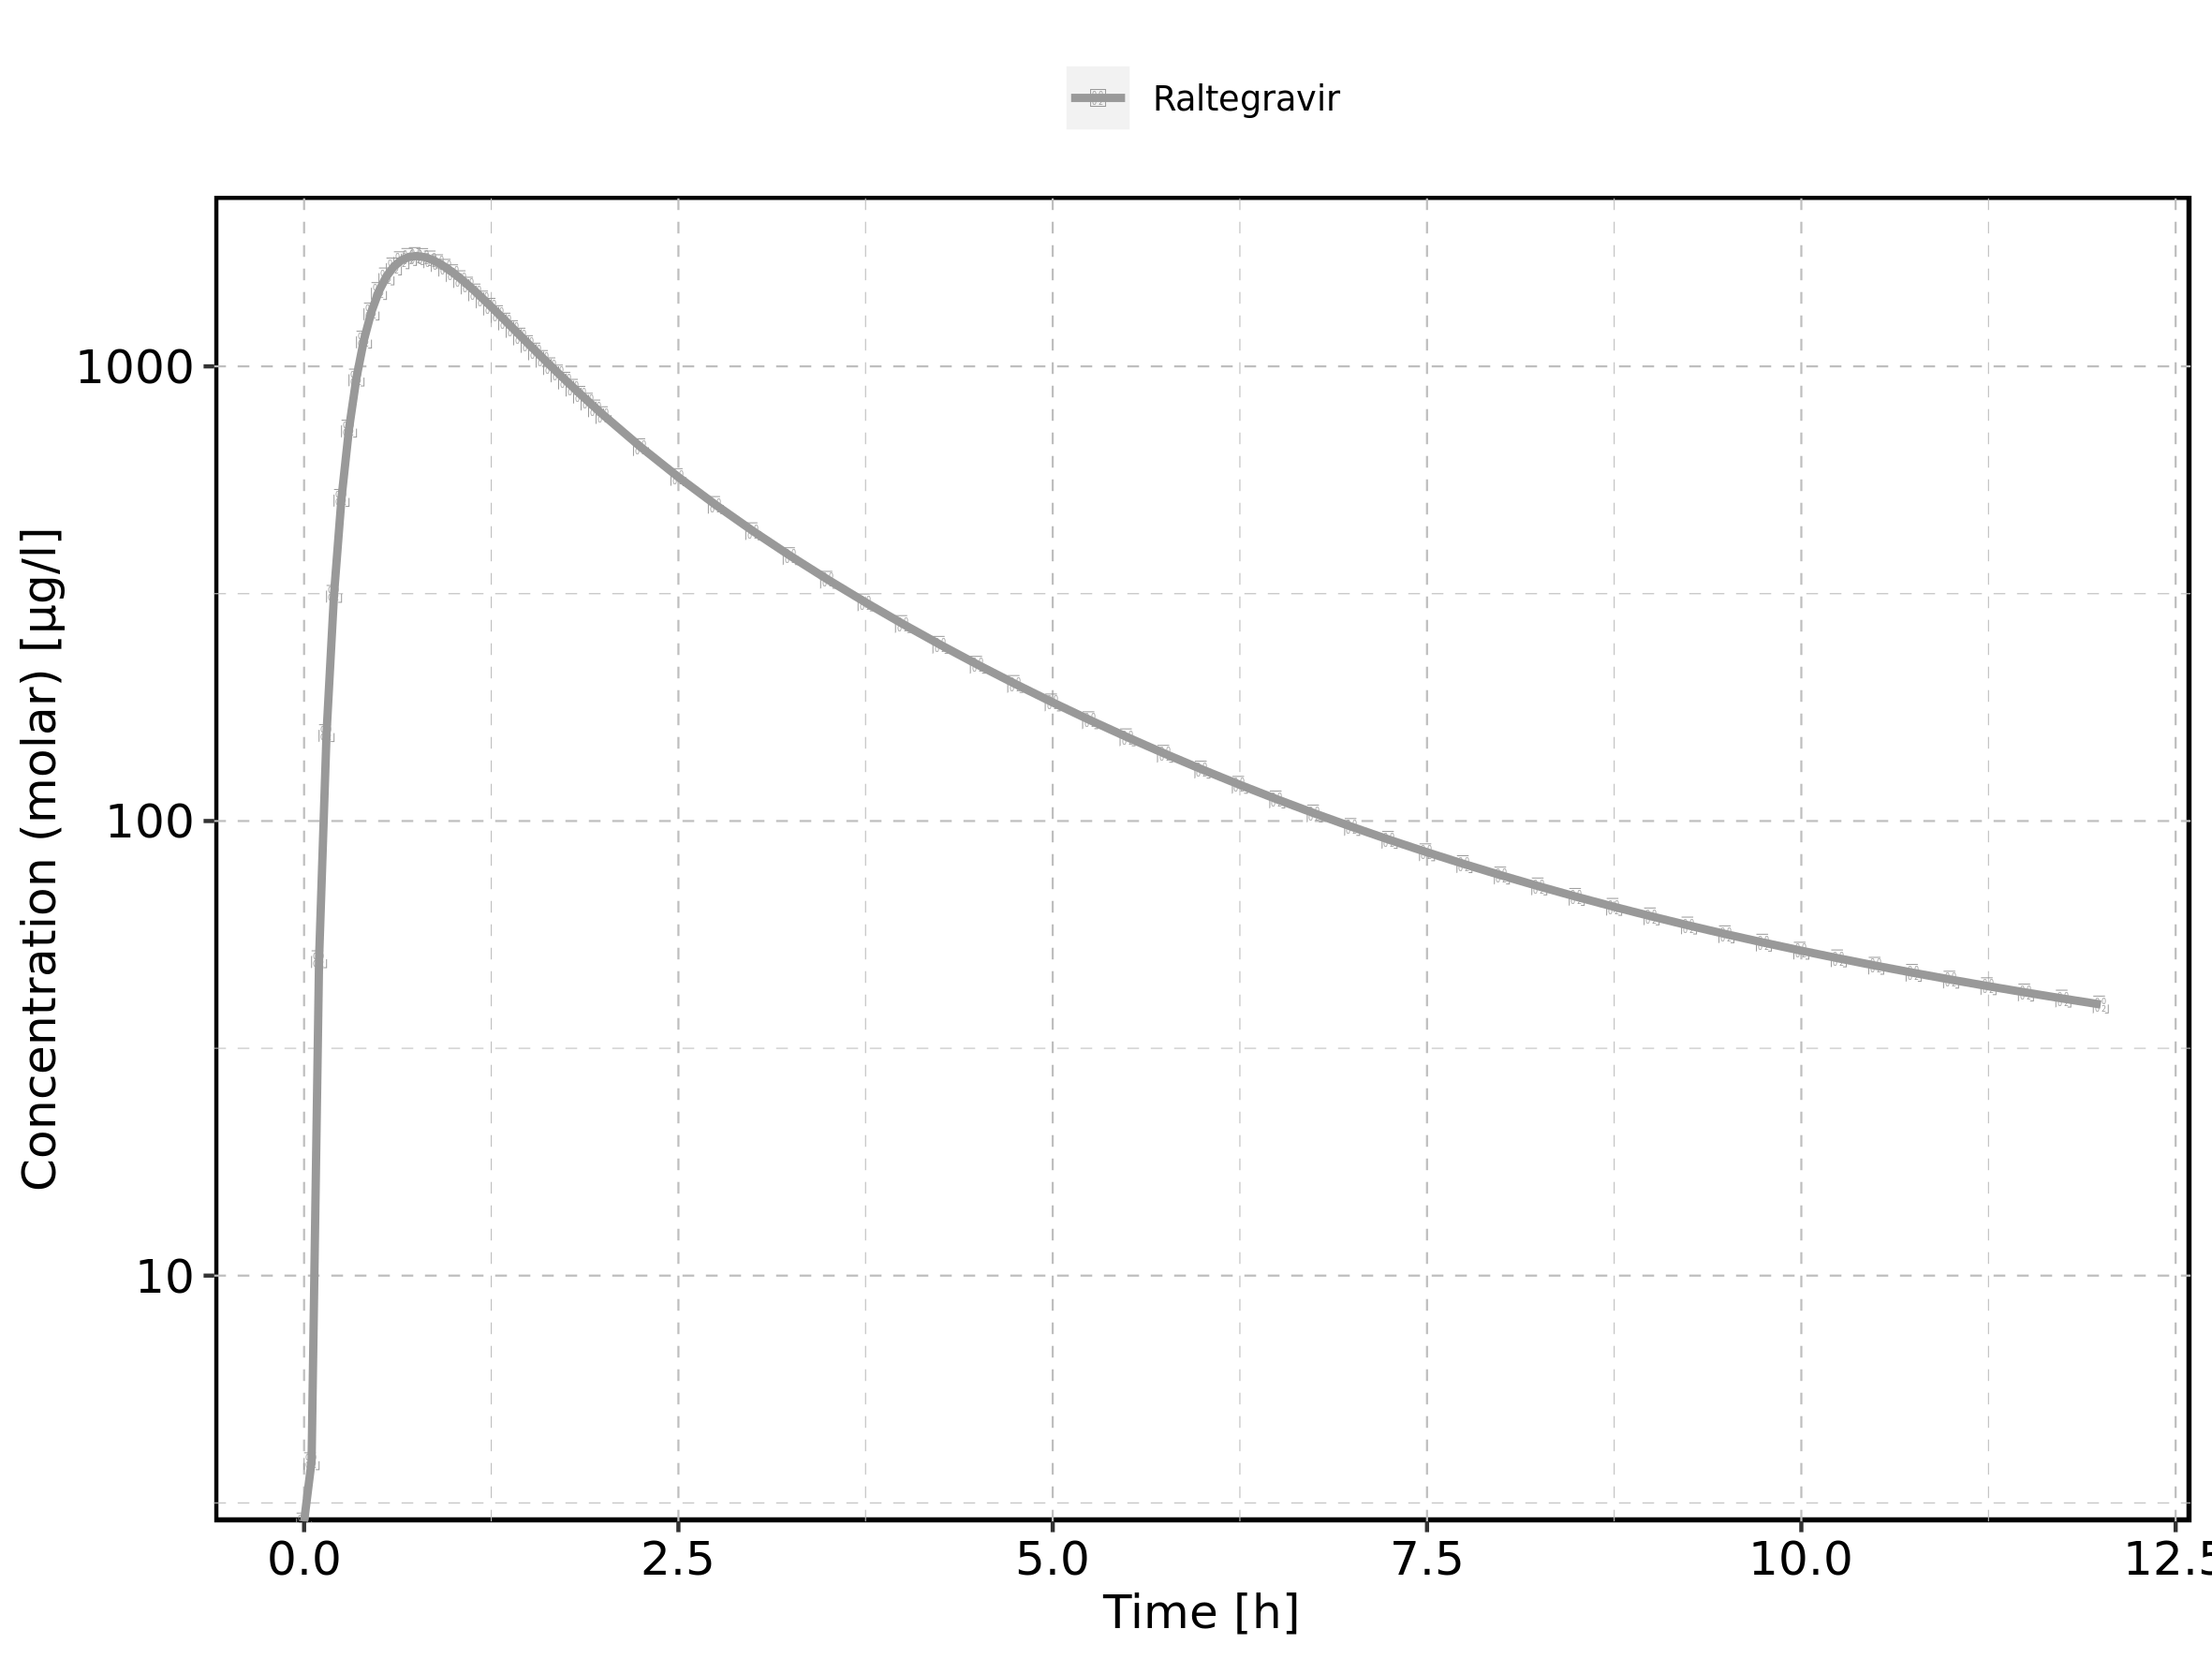 Raltegravir
Concentration (molar) [µg/l]
1000
100
10
0.0 2.5 5.0 7.5 10.0 12.5
Time [h]